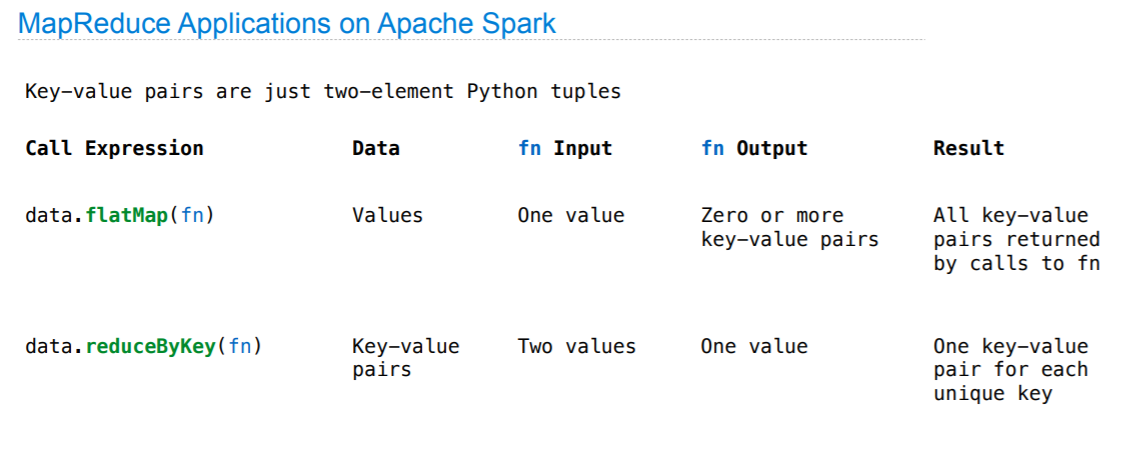 MapReduce Applications on Apache Spark
Key-value pairs are just two-element Python tuples
Call Expression Data fn Input fn Output Result
data.flatMap(fn) Values One value Zero or more All key-value
key-value pairs pairs returned
by calls to fn
data.reduceByKey(fn) Key-value Two values One value One key-value
pairs pair for each
unique key